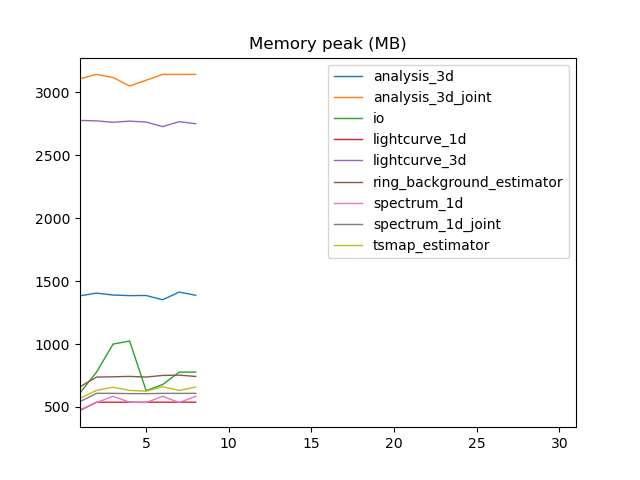 Memory peak (MB)
3000
2500
2000
1500
1000
500
analysis_3d
analysis_3d_joint
io
lightcurve_1d
lightcurve_3d
ring_background_estimator
spectrum_1d
spectrum_1d_joint
tsmap_estimator
5 10 15 20 25 30